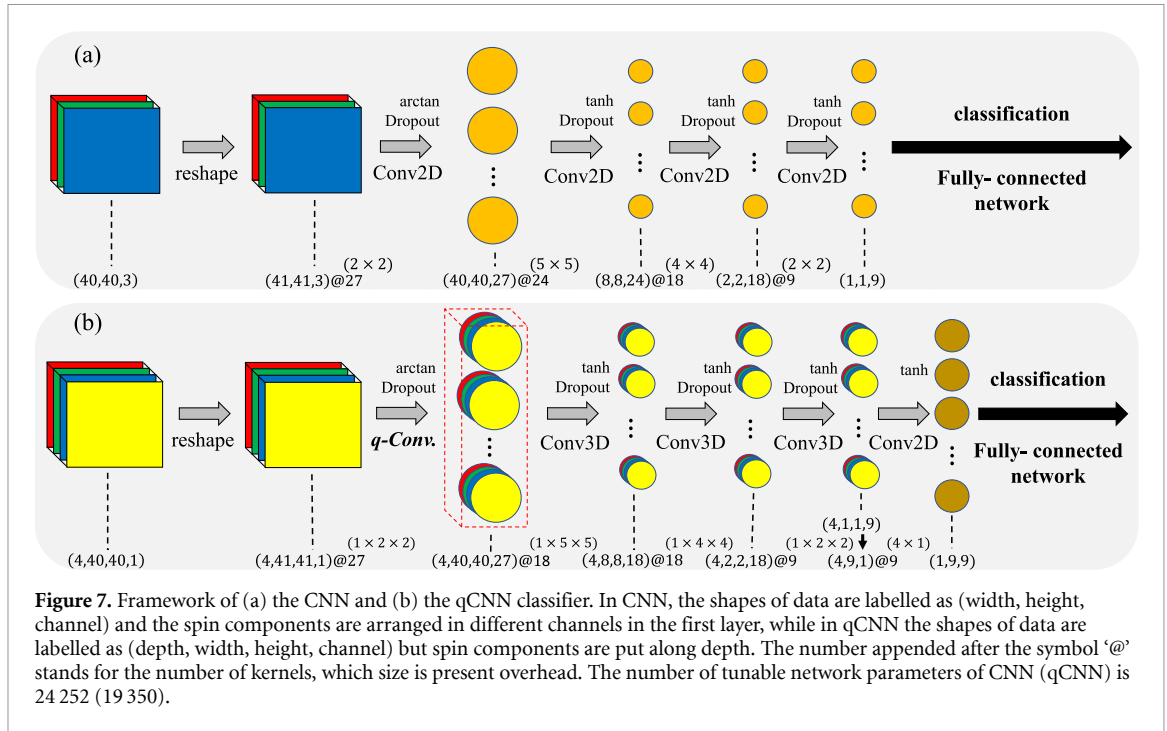 (a)
arctan
Dropout
reshape
Conv2D
tanh
Dropout
Conv2D
tanh
Dropout
Conv2D
tanh
Dropout
Conv2D
classification
Fully- connected
network
(2 × 2) (5 × 5) (4 × 4) (2 × 2)
(40,40,3) (41,41,3)@27 (40,40,27)@24 (8,8,24)@18 (2,2,18)@9 (1,1,9)
(b)
reshape
arctan
Dropout
q-Conv.
tanh
Dropout
Conv3D
tanh
Dropout
Conv3D
tanh
Dropout
Conv3D
tanh
Conv2D
classification
Fully- connected
network
(4,1,1,9)
(1 × 2 × 2) (1 × 5 × 5) (1 × 4 × 4) (1 × 2 × 2) (4 × 1)
(4,40,40,1) (4,41,41,1)@27 (4,40,40,27)@18 (4,8,8,18)@18 (4,2,2,18)@9 (4,9,1)@9 (1,9,9)
Figure 7. Framework of (a) the CNN and (b) the qCNN classifier. In CNN, the shapes of data are labelled as (width, height,
channel) and the spin components are arranged in different channels in the first layer, while in qCNN the shapes of data are
labelled as (depth, width, height, channel) but spin components are put along depth. The number appended after the symbol ‘@’
stands for the number of kernels, which size is present overhead. The number of tunable network parameters of CNN (qCNN) is
24 252 (19 350).